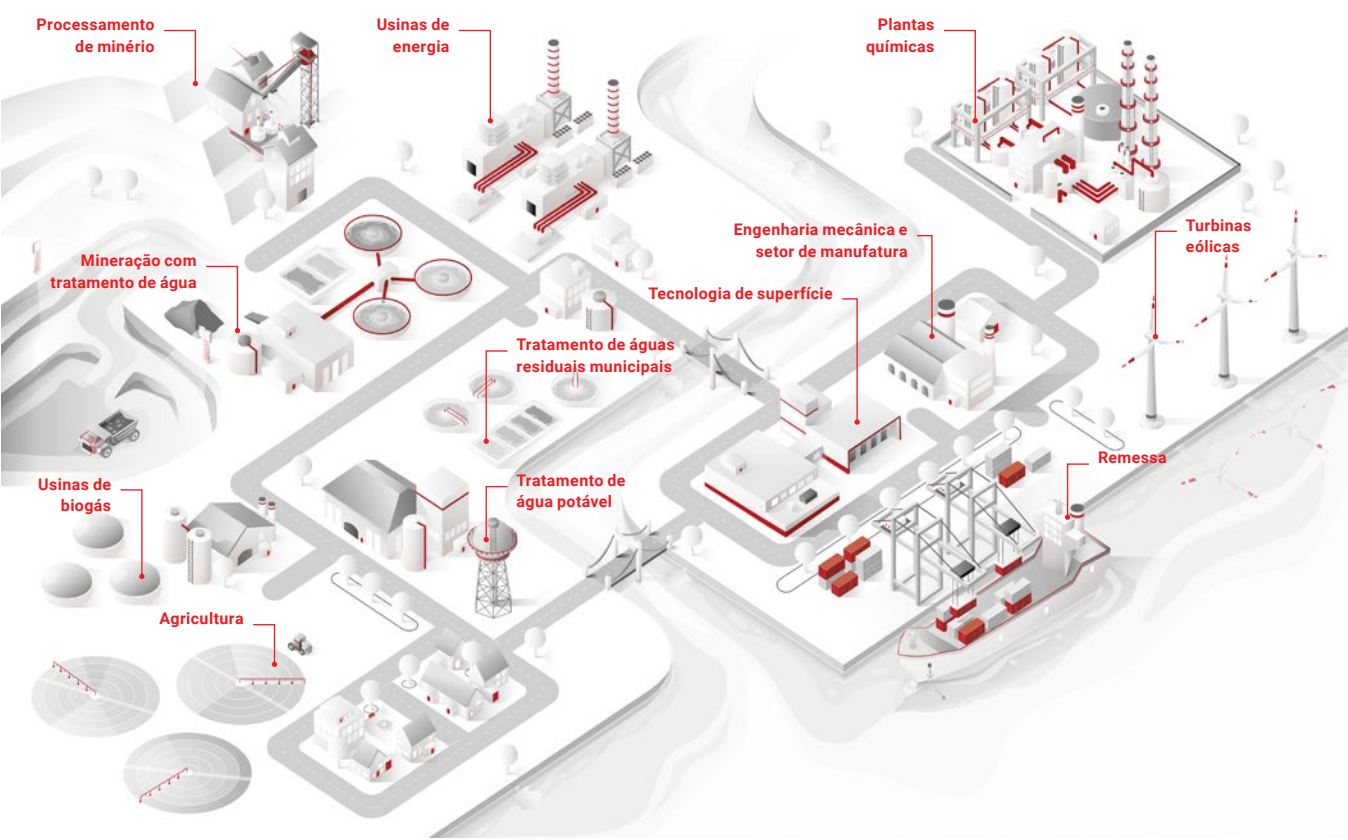 Processamento
de minério
Usinas de
energia
Plantas
químicas
Engenharia mecânica e
setor de manufatura
Turbinas
eólicas
Mineração com
tratamento de água
Tecnologia de superfície
Tratamento de águas
residuais municipais
Remessa
Usinas de
biogás
Tratamento de
água potável
Agricultura